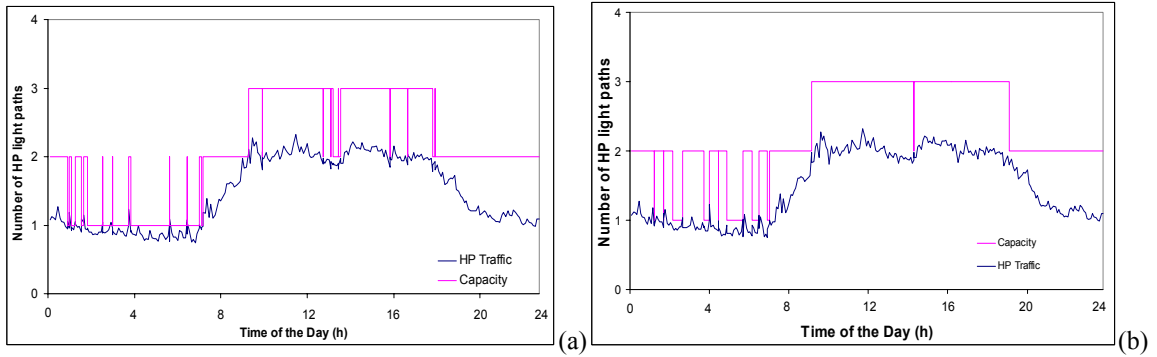 4
3
2
1
0
Number of HP light paths
HP Traffic
Capacity
0 4 8 12 16 20 24
Time of the Day (h)
(a)
4
3
2
1
0
Number of HP light paths
Capacity
HP Traffic
0 4 8 12 16 20 24
Time of the Day (h)
(b)